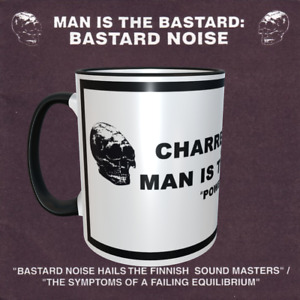 MAN IS THE BASTARD:
BASTARD NOISE
CHARRE
MAN IS T
"POW
"BASTARD NOISE HAILS THE FINNISH SOUND MASTERS" /
"THE SYMPTOMS OF A FAILING EQUILIBRIUM"